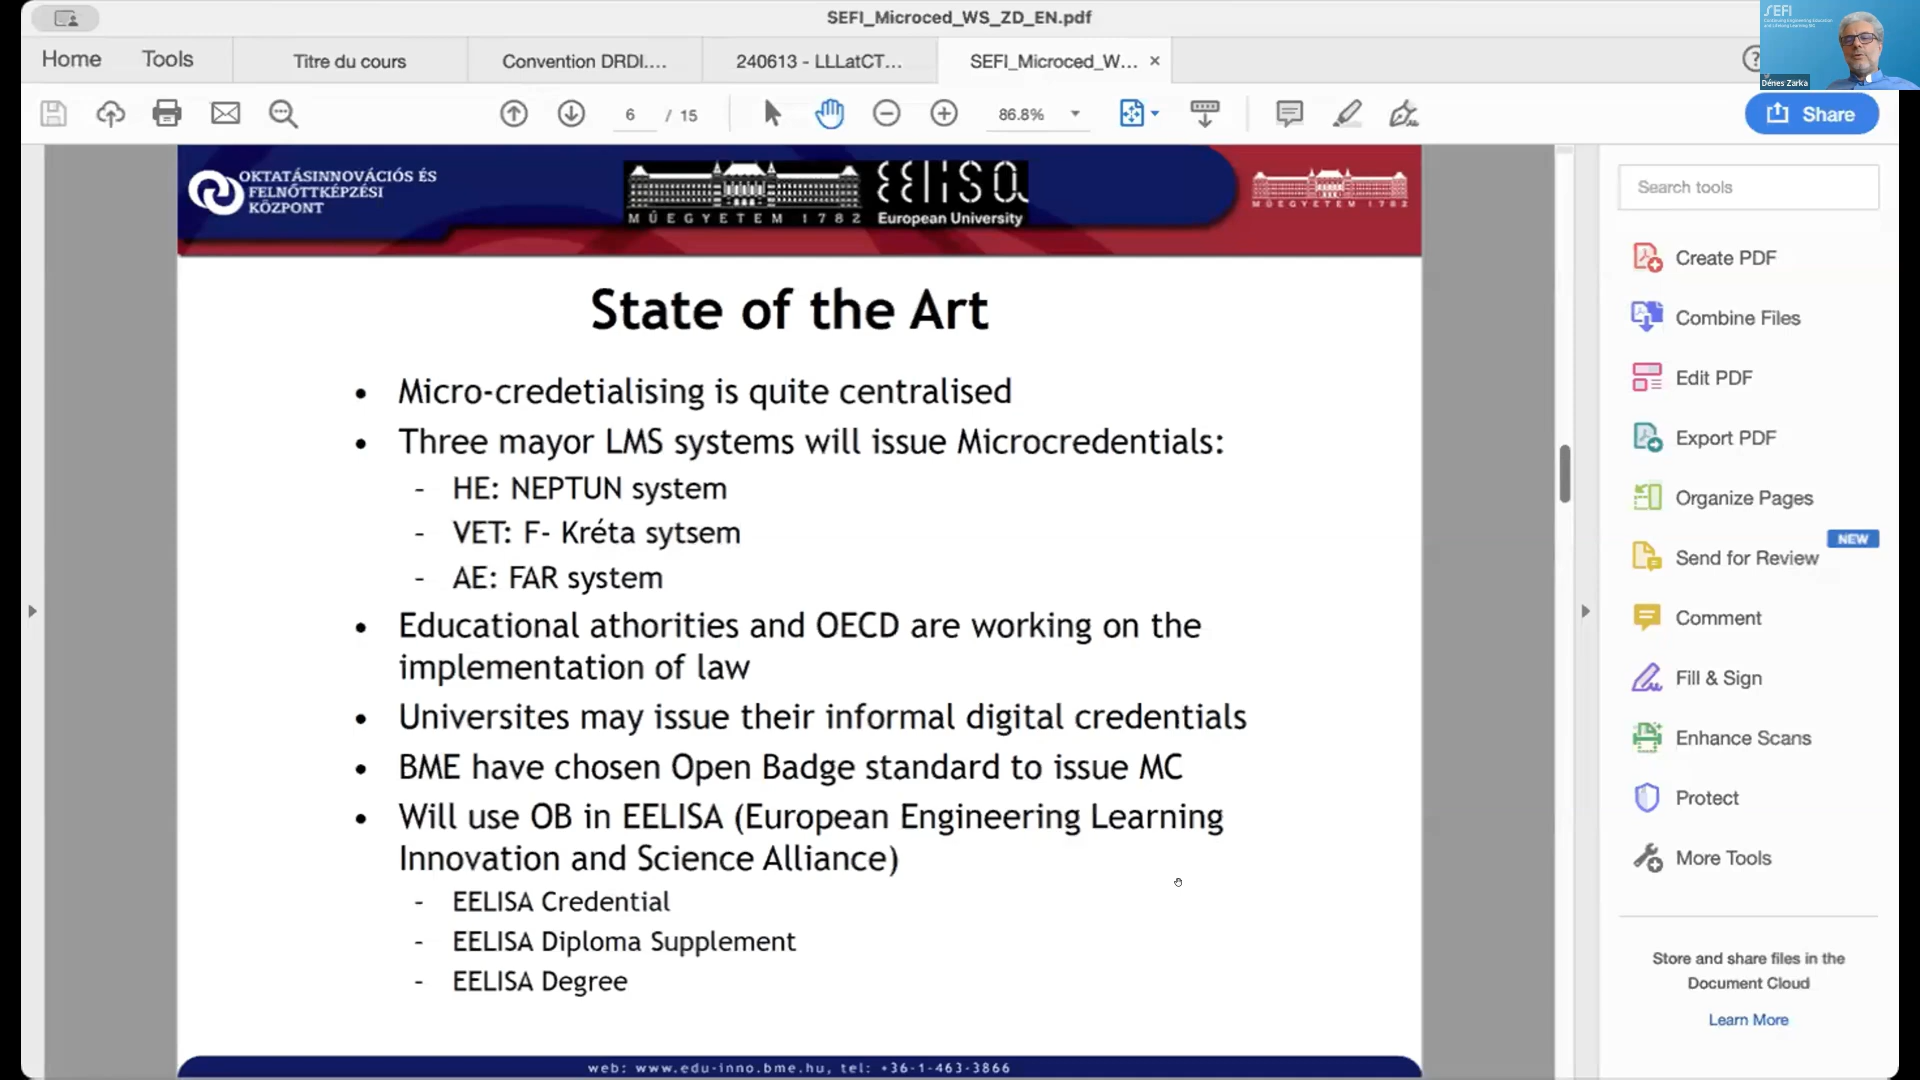 SEFI_Microced_WS_ZD_EN.pdf
SEFI
Dénes Zarka
Home
Tools
Titre du cours
Convention DRDI....
240613 - LLLatCT...
SEFI_Microced_W...
6 / 15
86.8%
Share
OKTATÁSINNOVÁCIÓS ÉS
FELNŐTTKÉPZÉSI
KÖZPONT
MŰEGYETEM 1782
EELISA
European University
MŰEGYETEM 1782
State of the Art
• Micro-credetialising is quite centralised
• Three mayor LMS systems will issue Microcredentials:
- HE: NEPTUN system
- VET: F- Kréta sytsem
- AE: FAR system
• Educational athorities and OECD are working on the
implementation of law
• Universites may issue their informal digital credentials
• BME have chosen Open Badge standard to issue MC
• Will use OB in EELISA (European Engineering Learning
Innovation and Science Alliance)
- EELISA Credential
- EELISA Diploma Supplement
- EELISA Degree
web: www.edu-inno.bme.hu, tel: +36-1-463-3866
Search tools
Create PDF
Combine Files
Edit PDF
Export PDF
Organize Pages
NEW
Send for Review
Comment
Fill & Sign
Enhance Scans
Protect
More Tools
Store and share files in the
Document Cloud
Learn More